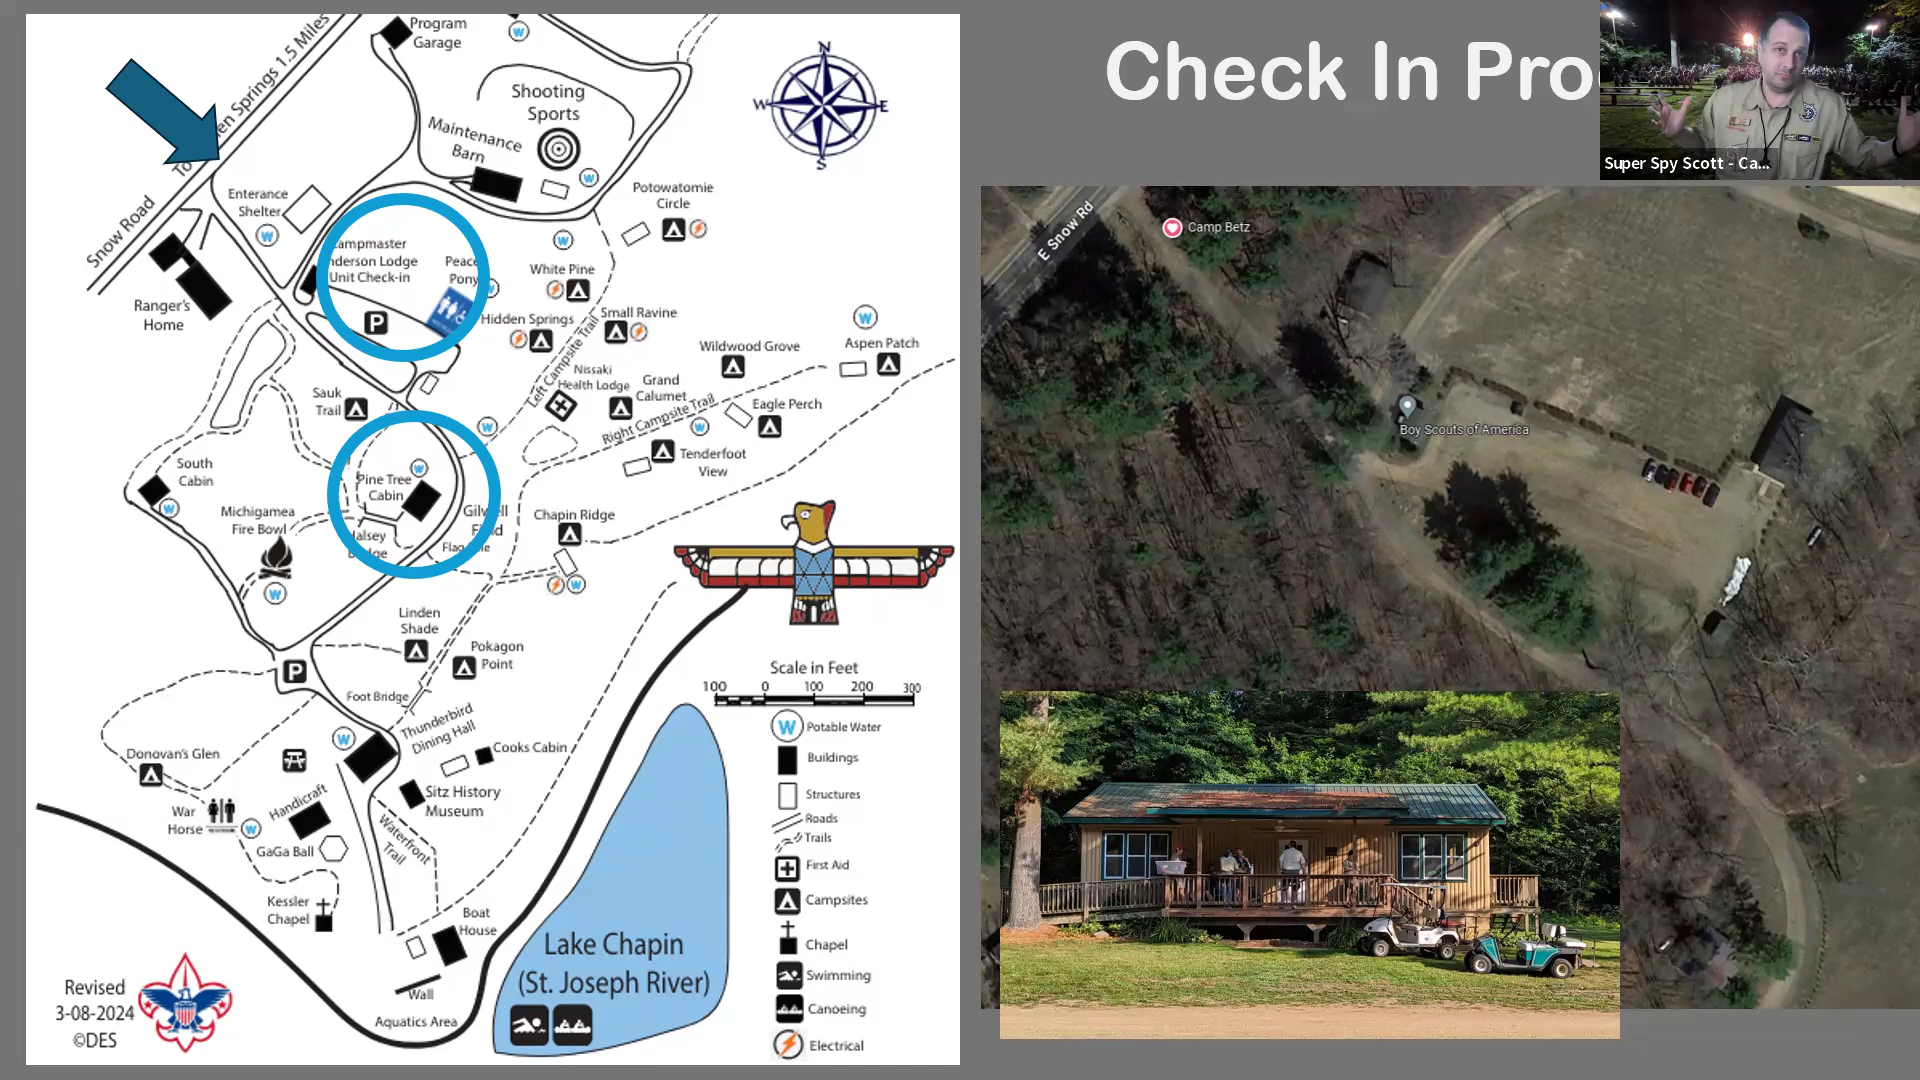 Check In Pro
Super Spy Scott - Ca...
Program
Garage
To
en Springs 1.5 Miles
Snow Road
Shooting
Sports
Maintenance
Barn
N
W
E
S
Enterance
Shelter
W
Potowatomie
Circle
Campmaster
nderson Lodge
Unit Check-in
Peace
Pony
P
White Pine
Ranger's
Home
Hidden Springs
Small Ravine
Left Campsite Trail
Wildwood Grove
Aspen Patch
Nissaki
Health Lodge
Grand
Calumet
Sauk
Trail
Right Campsite Trail
Eagle Perch
Tenderfoot
View
South
Cabin
Pine Tree
Cabin
Michigamea
Fire Bowl
Chapin Ridge
Linden
Shade
Pokagon
Point
P
Foot Bridge
Thunderbird
Dining Hall
Cooks Cabin
Donovan's Glen
War
Horse
Handicraft
Sitz History
Museum
GaGa Ball
Waterfront
Trail
Kessler
Chapel
Boat
House
Wall
Aquatics Area
Lake Chapin
(St. Joseph River)
Revised
3-08-2024
©DES
Scale in Feet
100 0 100 200 300
W Potable Water
Buildings
Structures
Roads
Trails
First Aid
Campsites
Chapel
Swimming
Canoeing
Electrical
E Snow Rd
Camp Betz
Boy Scouts of America